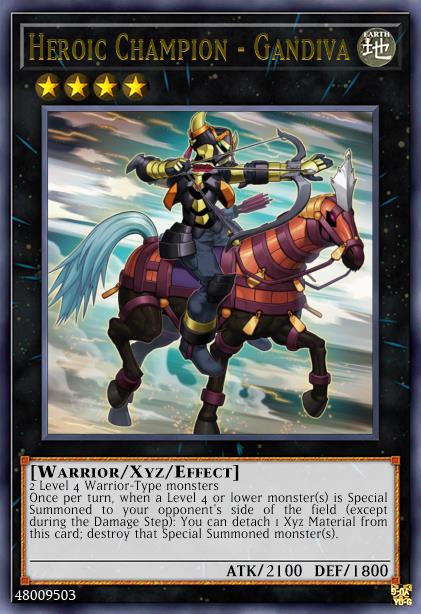 Heroic Champion - Gandiva
EARTH
地
[Warrior/Xyz/Effect]
2 Level 4 Warrior-Type monsters
Once per turn, when a Level 4 or lower monster(s) is Special
Summoned to your opponent's side of the field (except
during the Damage Step): You can detach 1 Xyz Material from
this card; destroy that Special Summoned monster(s).
ATK/2100 DEF/1800
48009503